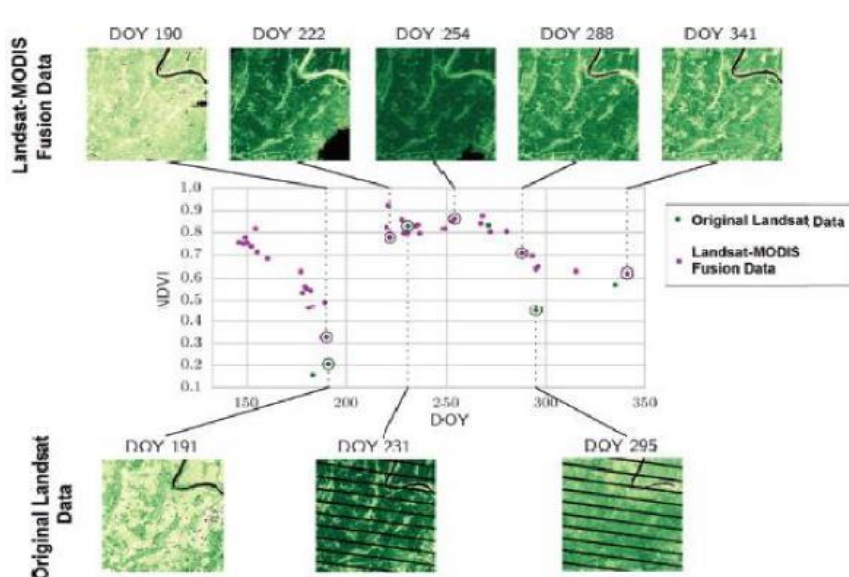 Landsat-MODIS
Fusion Data
DOY 190
DOY 222
DOY 254
DOY 288
DOY 341
1.0
0.9
0.8
0.7
0.6
0.5
0.4
0.3
0.2
0.1
NDVI
150
200
250
300
350
DOY
Original Landsat Data
Landsat-MODIS
Fusion Data
Original Landsat
Data
DOY 191
DOY 231
DOY 295